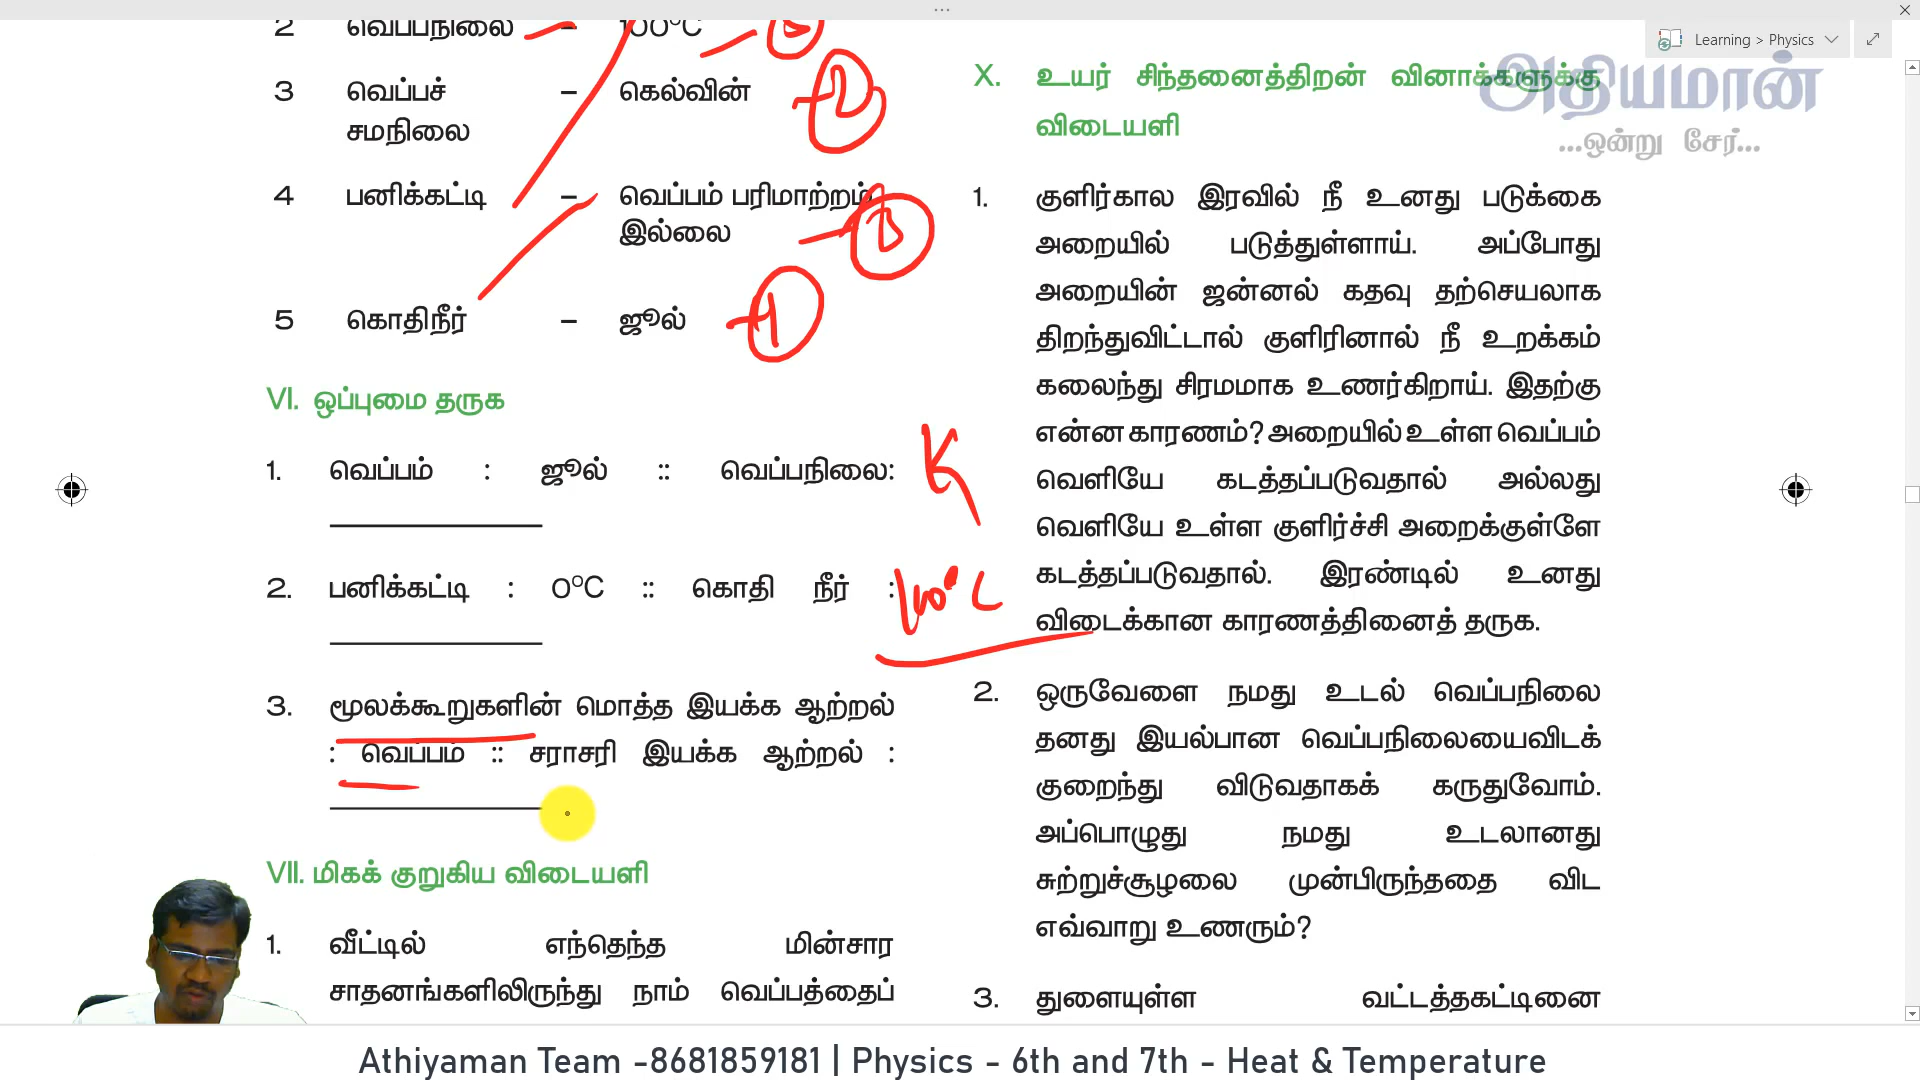 Learning > Physics
அதியமான்
...ஒன்று சேர்...
2 வெப்பநிலை – 100°C
3 வெப்பச் – கெல்வின் 2
சமநிலை
4 பனிக்கட்டி – வெப்பம் பரிமாற்றம்
இல்லை 3
5 கொதிநீர் – ஜூல் 1
VI. ஒப்புமை தருக
1. வெப்பம் : ஜூல் :: வெப்பநிலை: K
2. பனிக்கட்டி : 0°C :: கொதி நீர் : 100°C
3. மூலக்கூறுகளின் மொத்த இயக்க ஆற்றல்
: வெப்பம் :: சராசரி இயக்க ஆற்றல் :
VII. மிகக் குறுகிய விடையளி
1. வீட்டில் எந்தெந்த மின்சார
சாதனங்களிலிருந்து நாம் வெப்பத்தைப்
X. உயர் சிந்தனைத்திறன் வினாக்களுக்கு
விடையளி
1. குளிர்கால இரவில் நீ உனது படுக்கை
அறையில் படுத்துள்ளாய். அப்போது
அறையின் ஜன்னல் கதவு தற்செயலாக
திறந்துவிட்டால் குளிரினால் நீ உறக்கம்
கலைந்து சிரமமாக உணர்கிறாய். இதற்கு
என்ன காரணம்? அறையில் உள்ள வெப்பம்
வெளியே கடத்தப்படுவதால் அல்லது
வெளியே உள்ள குளிர்ச்சி அறைக்குள்ளே
கடத்தப்படுவதால். இரண்டில் உனது
விடைக்கான காரணத்தினைத் தருக.
2. ஒருவேளை நமது உடல் வெப்பநிலை
தனது இயல்பான வெப்பநிலையைவிடக்
குறைந்து விடுவதாகக் கருதுவோம்.
அப்பொழுது நமது உடலானது
சுற்றுச்சூழலை முன்பிருந்ததை விட
எவ்வாறு உணரும்?
3. துளையுள்ள வட்டத்தகட்டினை
Athiyaman Team -8681859181 | Physics - 6th and 7th - Heat & Temperature